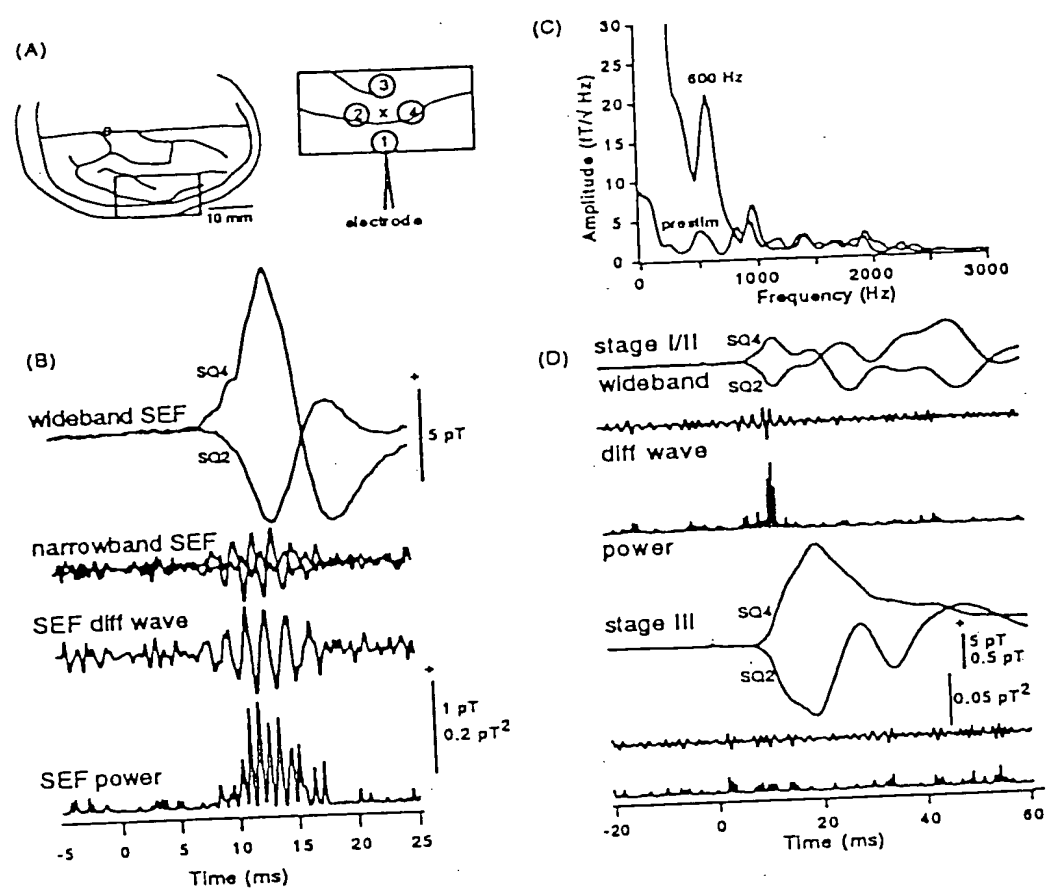 (A)
3
2 x 4
1
10 mm
electrode
(B)
SQ4
wideband SEF
SQ2
+
5 pT
narrowband SEF
SEF diff wave
+
1 pT
0.2 pT²
SEF power
-5 0 5 10 15 20 25
Time (ms)
(C)
30
25
20
15
10
5
0
Amplitude (fT/√ Hz)
600 Hz
prestim
0 1000 2000 3000
Frequency (Hz)
(D)
stage I/II
SQ4
wideband
SQ2
diff wave
power
SQ4
stage III
SQ2
+
5 pT
0.5 pT
0.05 pT²
-20 0 20 40 60
Time (ms)